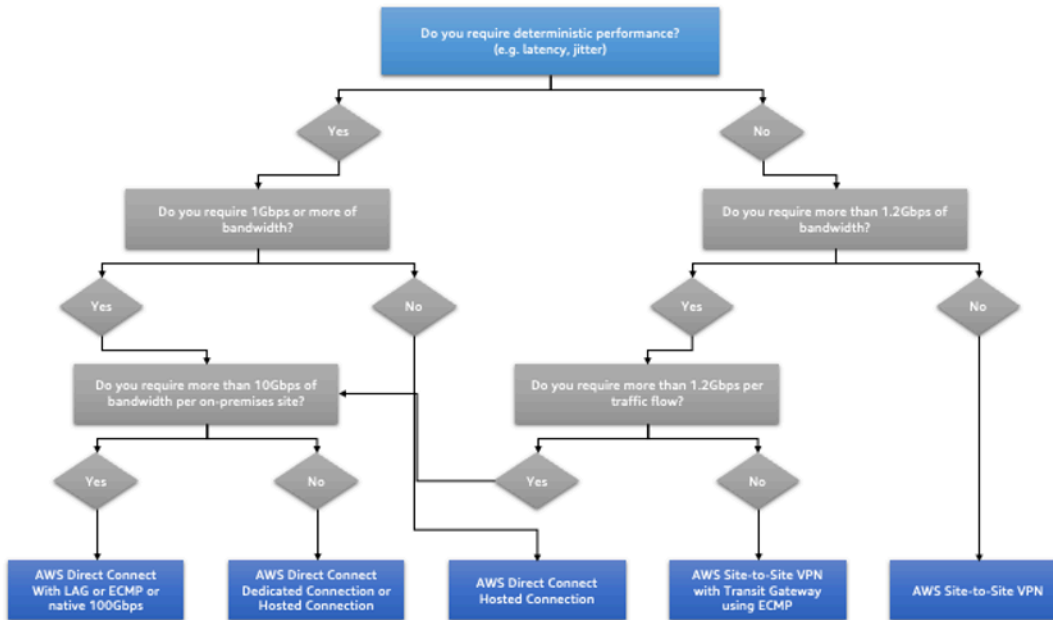 Do you require deterministic performance?
(e.g. latency, jitter)
Yes
No
Do you require 1Gbps or more of
bandwidth?
Do you require more than 1.2Gbps of
bandwidth?
Yes
No
Yes
No
Do you require more than 10Gbps of
bandwidth per on-premises site?
Do you require more than 1.2Gbps per
traffic flow?
Yes
No
Yes
No
AWS Direct Connect
With LAG or ECMP or
native 100Gbps
AWS Direct Connect
Dedicated Connection or
Hosted Connection
AWS Direct Connect
Hosted Connection
AWS Site-to-Site VPN
with Transit Gateway
using ECMP
AWS Site-to-Site VPN